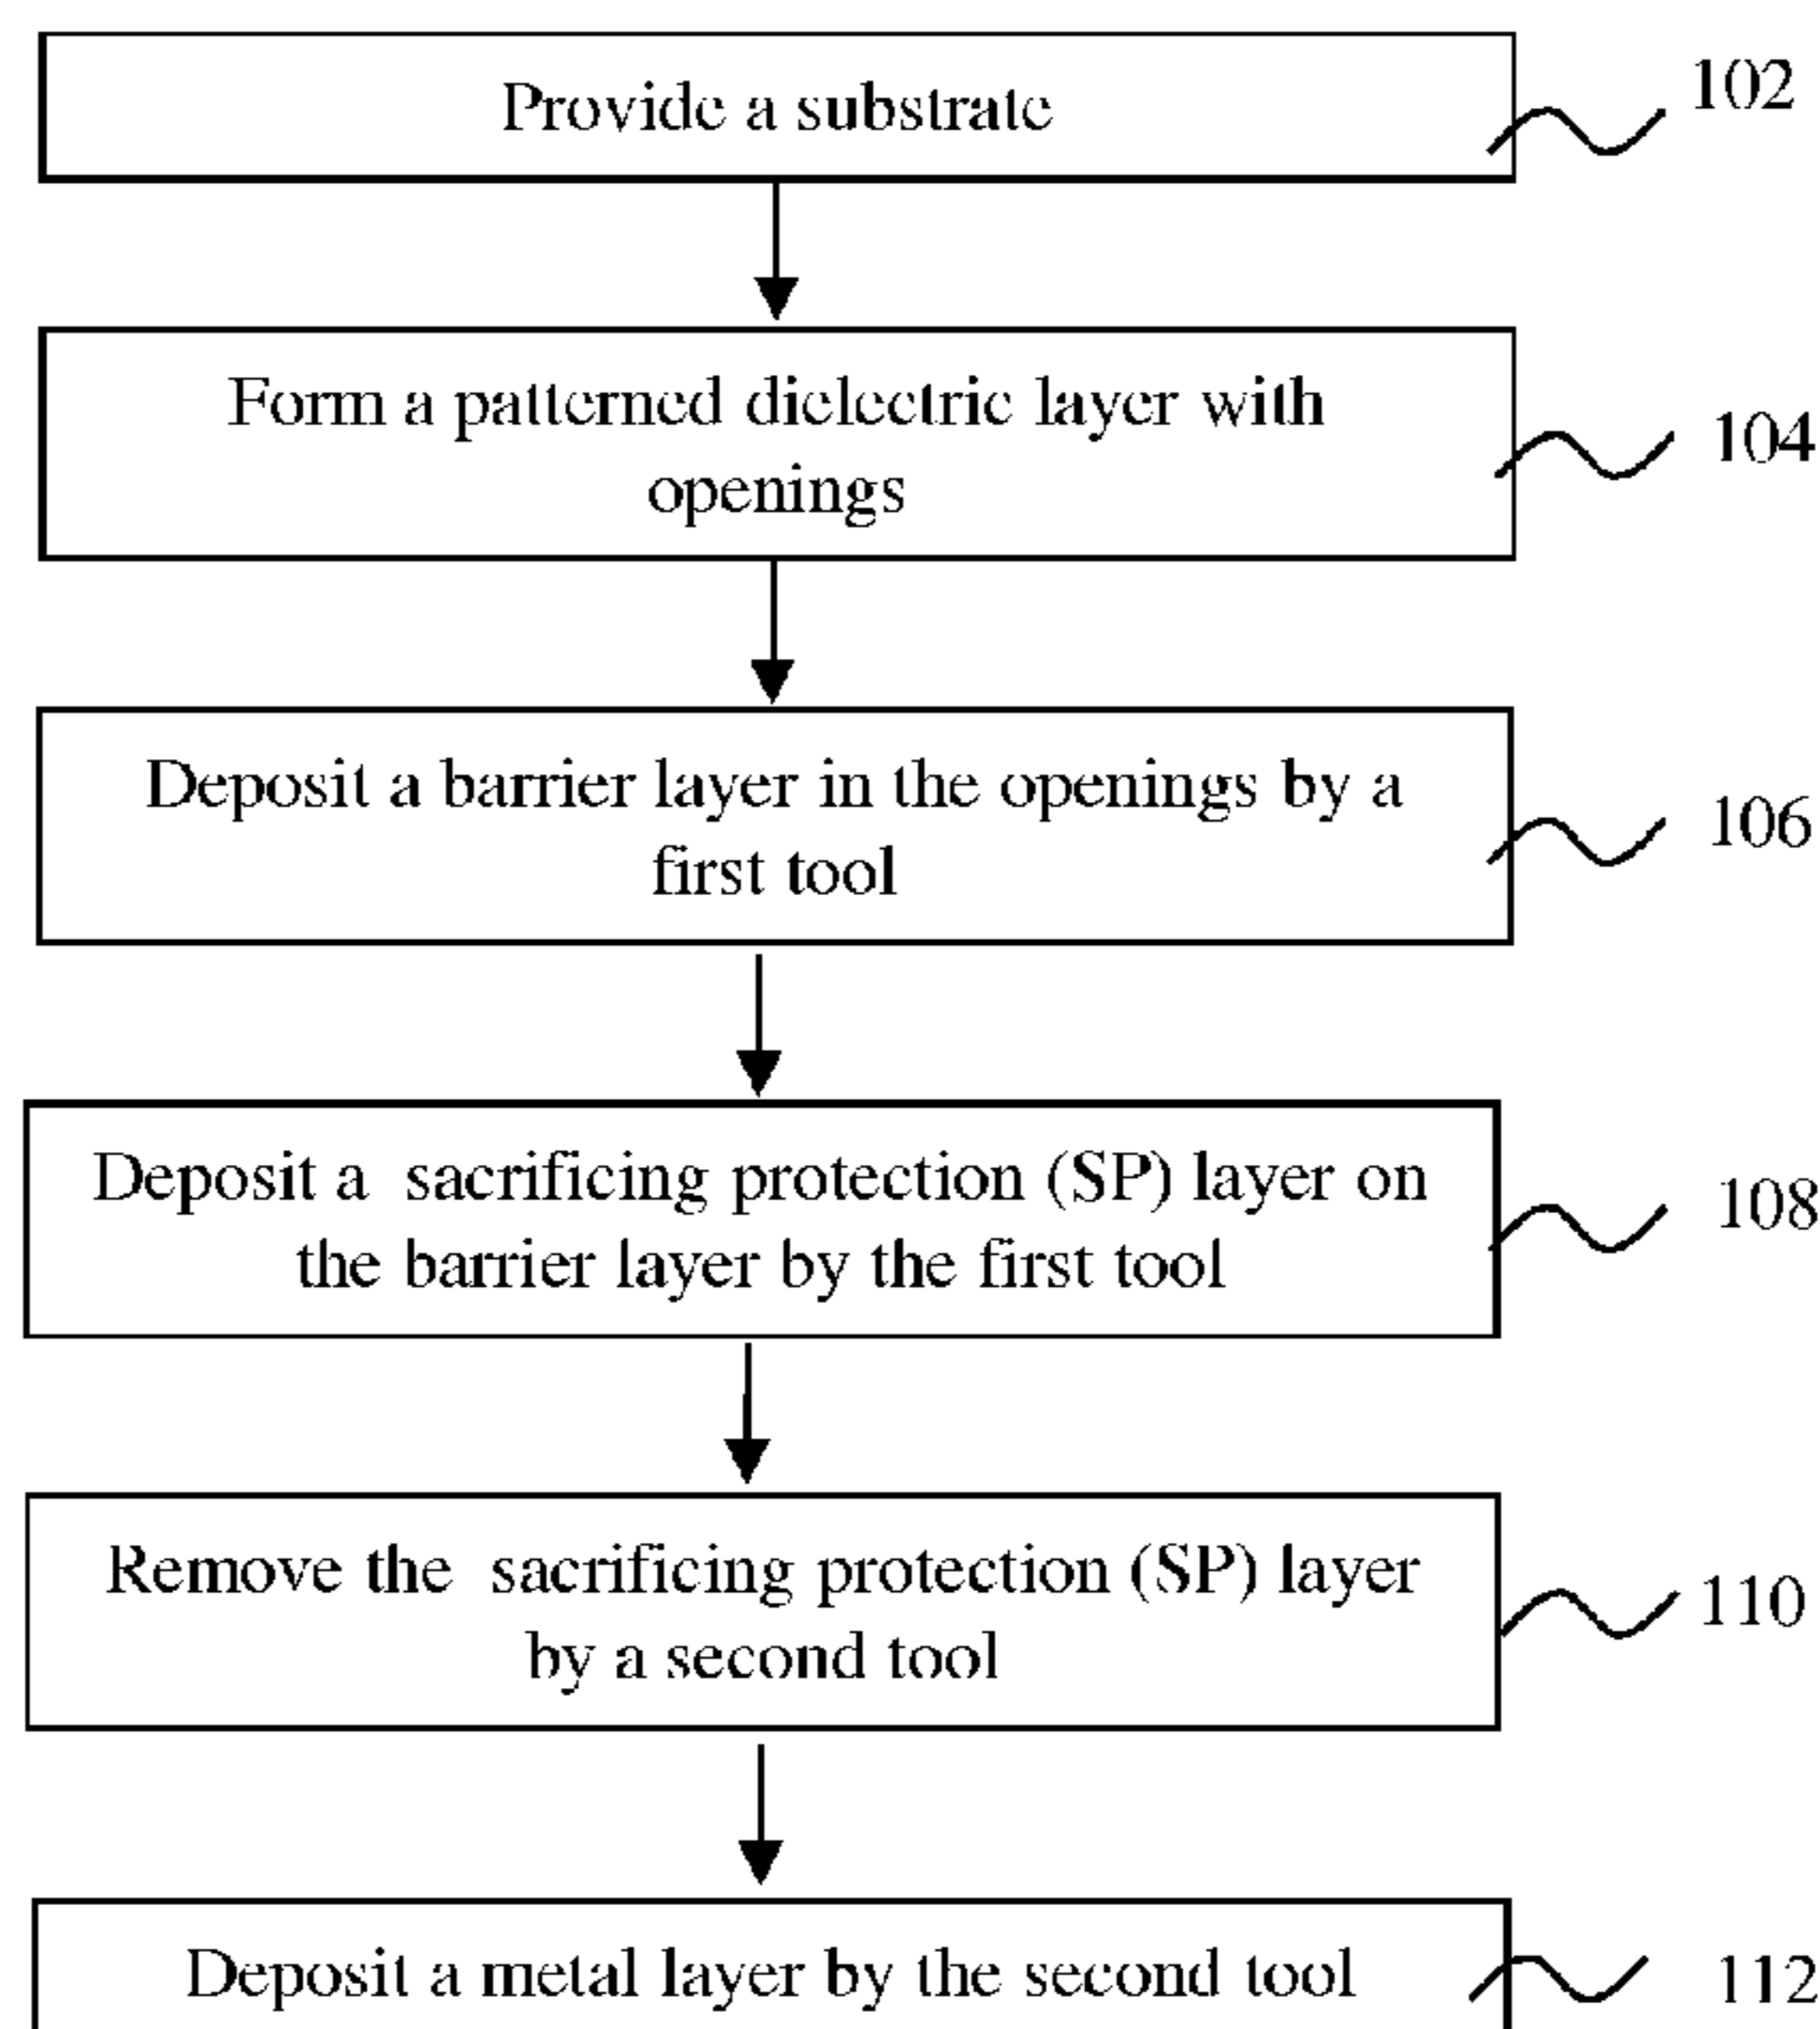 Provide a substrate
102
Form a patterned dielectric layer with
openings
104
Deposit a barrier layer in the openings by a
first tool
106
Deposit a  sacrificing protection (SP) layer on
the barrier layer by the first tool
108
Remove the  sacrificing protection (SP) layer
by a second tool
110
Deposit a metal layer by the second tool
112